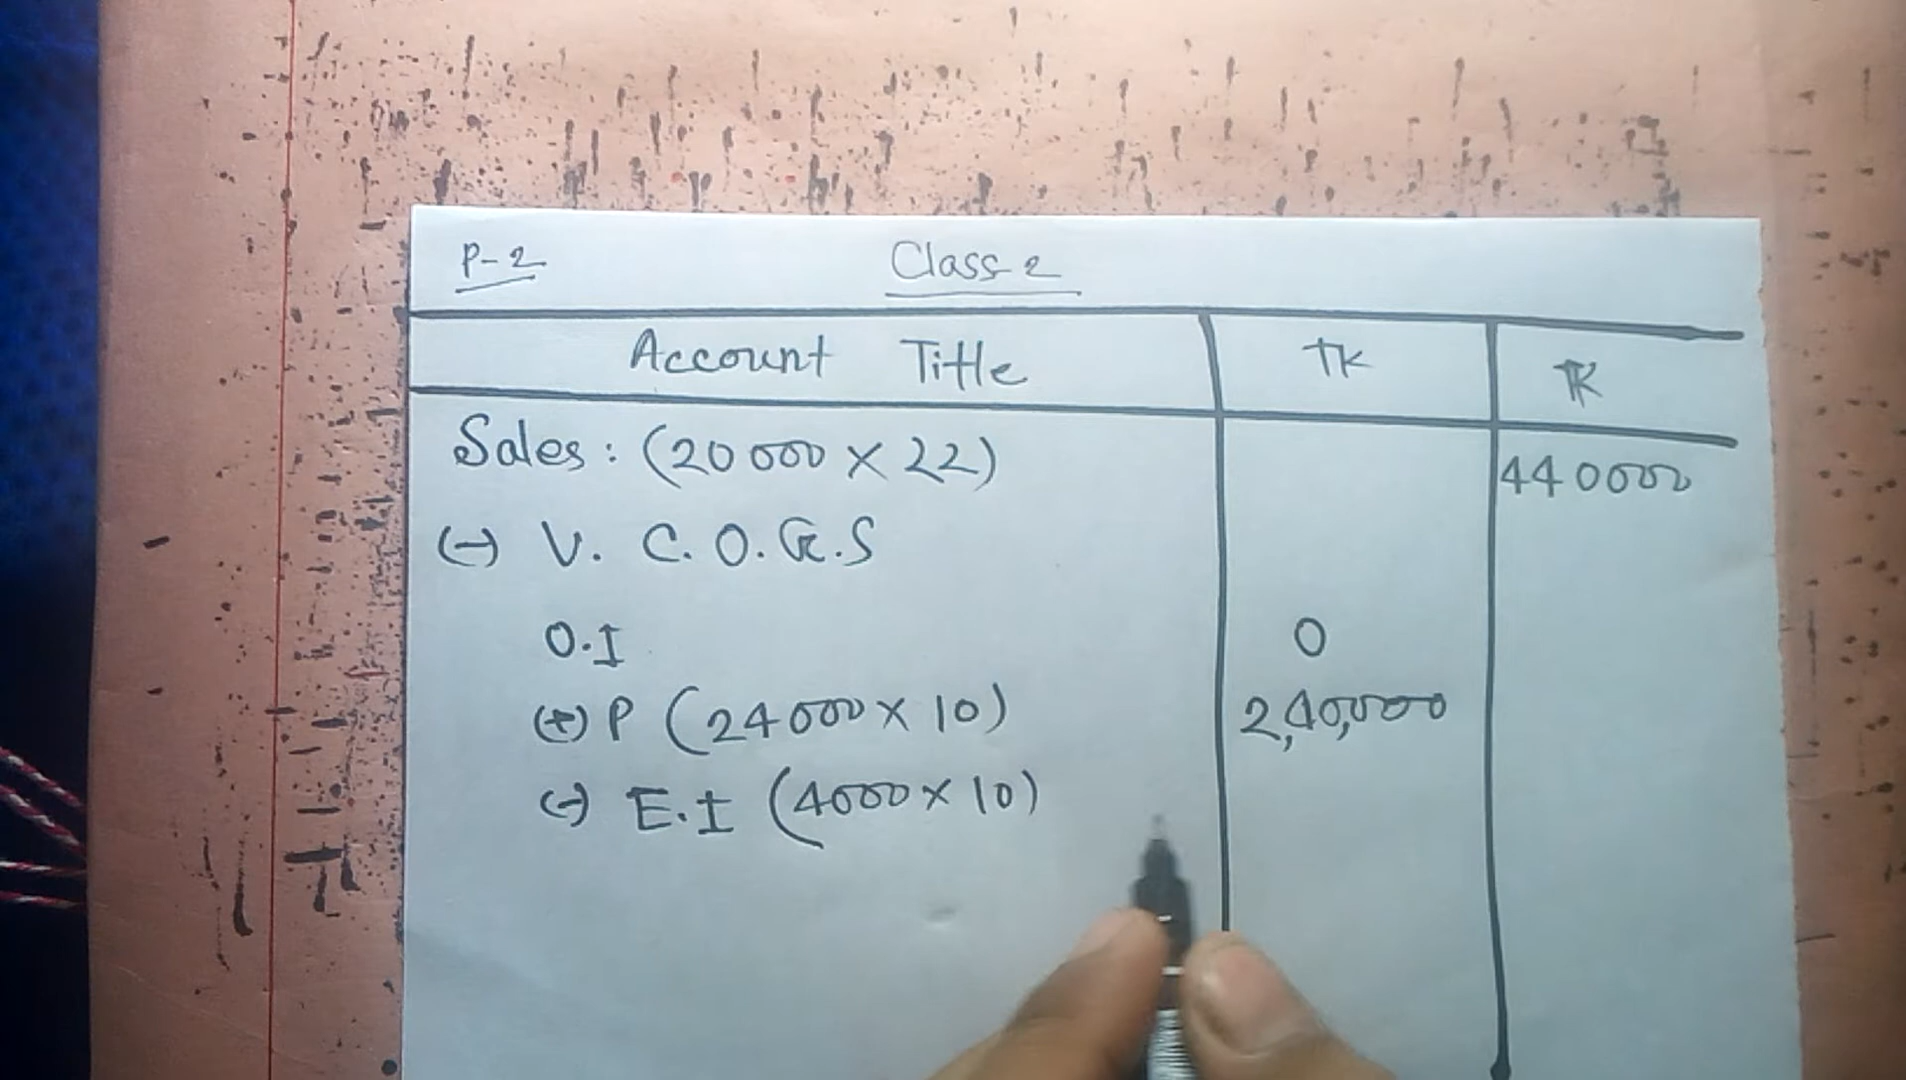 P-2 Class-2
Account Title TK TK
Sales: (20000 × 22) 440000
(-) V. C. O. G. S
O.I 0
(+) P (24000 × 10) 2,40,000
(-) E.I (4000 × 10)